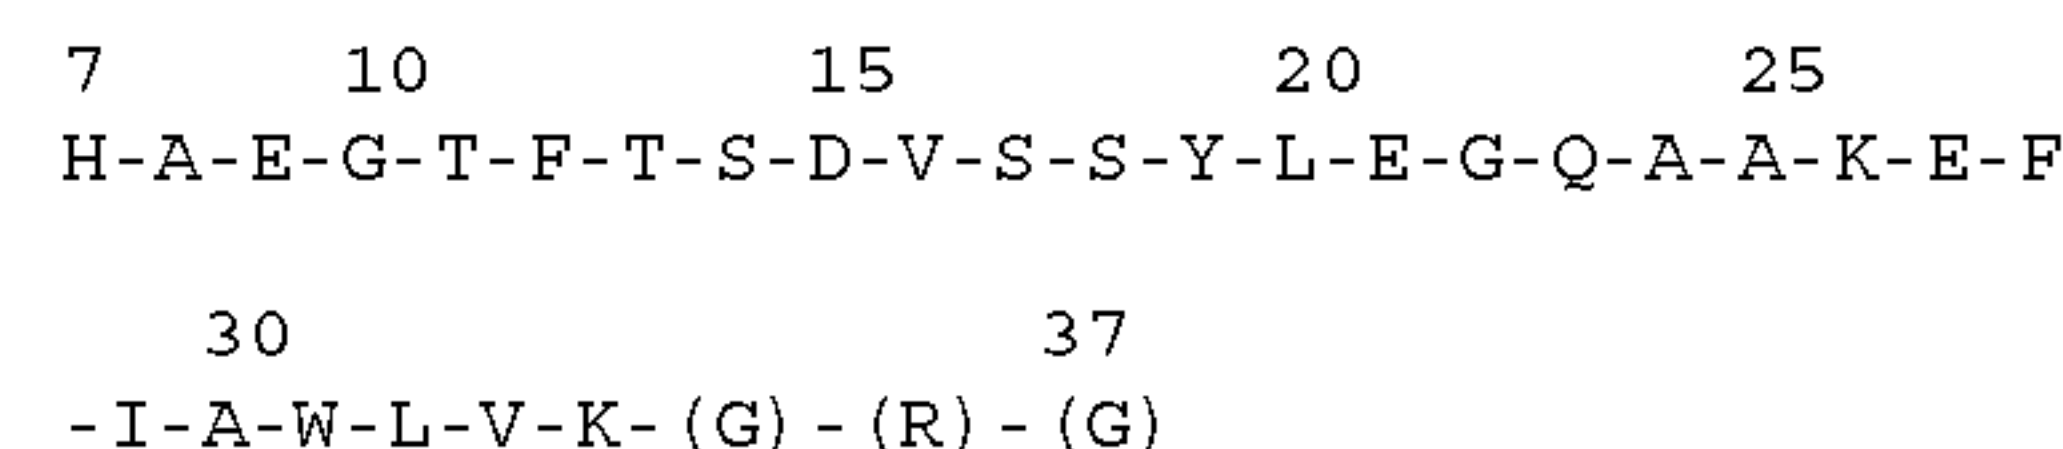 7 10 15 20 25
H-A-E-G-T-F-T-S-D-V-S-S-Y-L-E-G-Q-A-A-K-E-F
30 37
-I-A-W-L-V-K-(G)-(R)-(G)